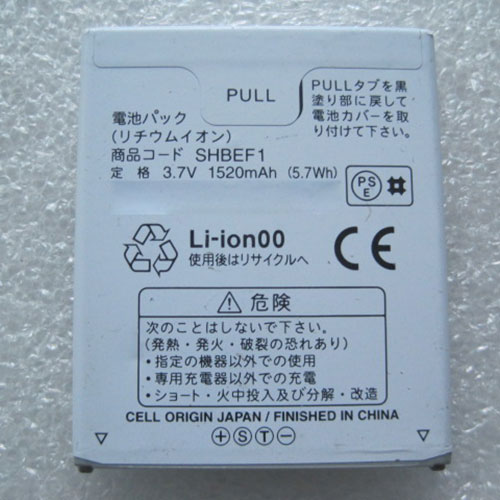 PULL
PULLタブを黒
塗り部に戻して
電池カバーを取
り付けて下さい。
電池パック
(リチウムイオン)
商品コード SHBEF1
定 格 3.7V 1520mAh (5.7Wh)
PS
E
Li-ion00
使用後はリサイクルへ
CE
危険
次のことはしないで下さい。
(発熱・発火・破裂の恐れあり)
・指定の機器以外での使用
・専用充電器以外での充電
・ショート・火中投入及び分解・改造
CELL ORIGIN JAPAN / FINISHED IN CHINA
+ S T -